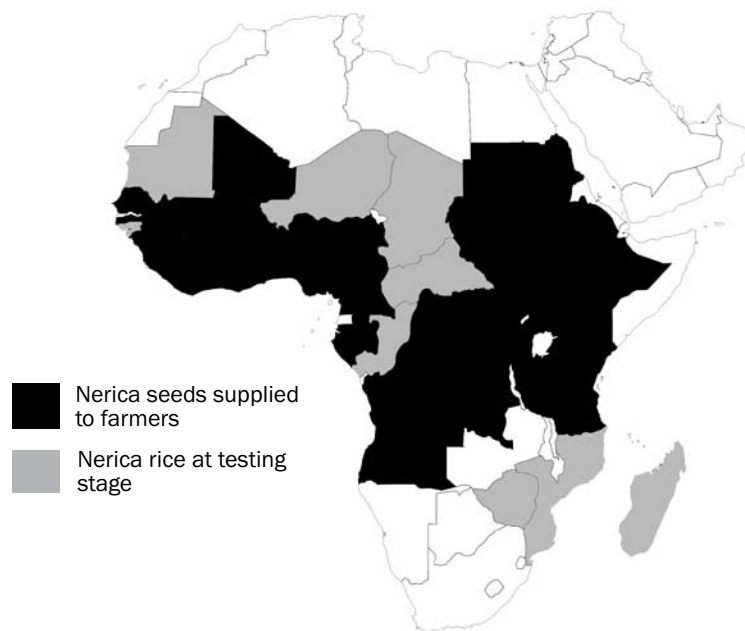 Nerica seeds supplied
to farmers
Nerica rice at testing
stage